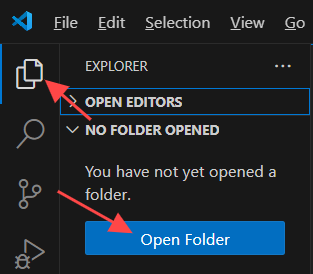 File Edit Selection View Go
EXPLORER ...
OPEN EDITORS
NO FOLDER OPENED
You have not yet opened a
folder.
Open Folder